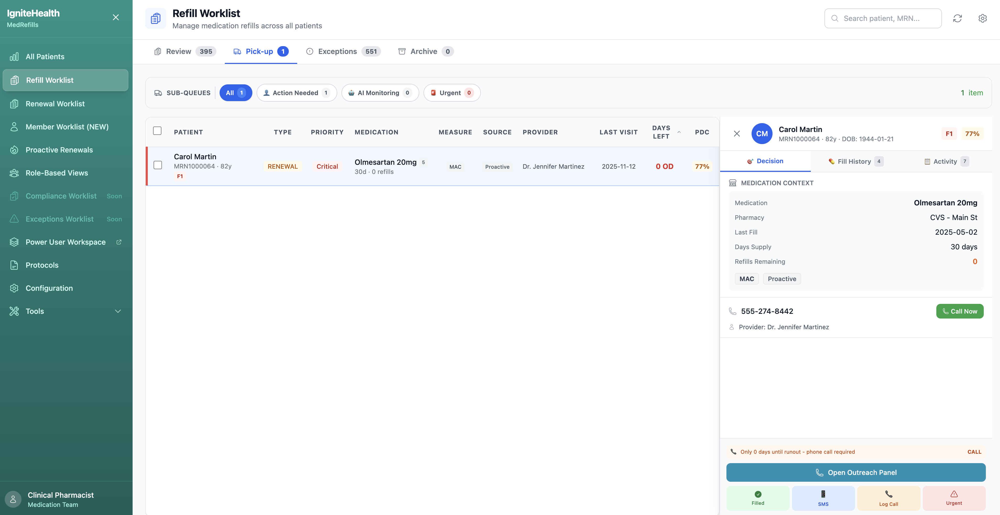 IgniteHealth
MedRefills
All Patients
Refill Worklist
Renewal Worklist
Member Worklist (NEW)
Proactive Renewals
Role-Based Views
Compliance Worklist Soon
Exceptions Worklist Soon
Power User Workspace
Protocols
Configuration
Tools
Clinical Pharmacist
Medication Team
Refill Worklist
Manage medication refills across all patients
Search patient, MRN...
Review 395 Pick-up 1 Exceptions 551 Archive 0
SUB-QUEUES All 1 Action Needed 1 AI Monitoring 0 Urgent 0 1 item
PATIENT TYPE PRIORITY MEDICATION MEASURE SOURCE PROVIDER LAST VISIT DAYS LEFT PDC
Carol Martin
MRN1000064 · 82y
F1
RENEWAL
Critical
Olmesartan 20mg 5
30d · 0 refills
MAC
Proactive
Dr. Jennifer Martinez
2025-11-12
0 OD
77%
CM
Carol Martin
MRN1000064 · 82y · DOB: 1944-01-21
F1 77%
Decision Fill History 4 Activity 7
MEDICATION CONTEXT
Medication Olmesartan 20mg
Pharmacy CVS - Main St
Last Fill 2025-05-02
Days Supply 30 days
Refills Remaining 0
MAC Proactive
555-274-8442 Call Now
Provider: Dr. Jennifer Martinez
Only 0 days until runout - phone call required CALL
Open Outreach Panel
Filled SMS Log Call Urgent